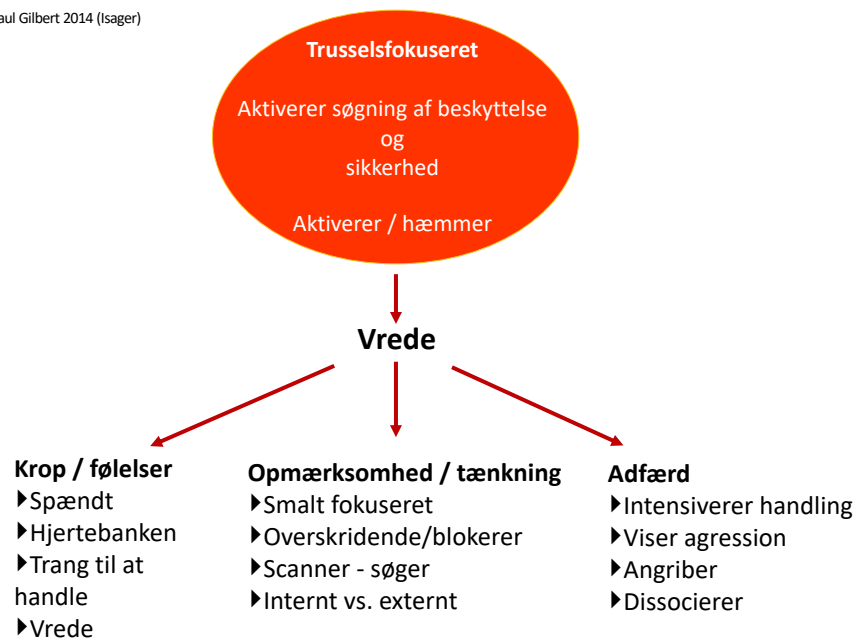 aul Gilbert 2014 (Isager)
Trusselsfokuseret
Aktiverer søgning af beskyttelse
og
sikkerhed
Aktiverer / hæmmer
Vrede
Krop / følelser
Spændt
Hjertebanken
Trang til at
handle
Vrede
Opmærksomhed / tænkning
Smalt fokuseret
Overskridende/blokerer
Scanner - søger
Internt vs. externt
Adfærd
Intensiverer handling
Viser agression
Angriber
Dissocierer